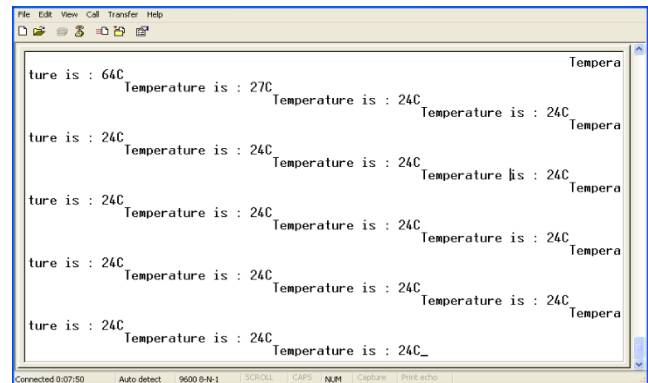 File Edit View Call Transfer Help
Tempera
ture is : 64C
Temperature is : 27C
Temperature is : 24C
Temperature is : 24C
Tempera
ture is : 24C
Temperature is : 24C
Temperature is : 24C
Temperature is : 24C
Tempera
ture is : 24C
Temperature is : 24C
Temperature is : 24C
Temperature is : 24C
Tempera
ture is : 24C
Temperature is : 24C
Temperature is : 24C
Temperature is : 24C
Tempera
ture is : 24C
Temperature is : 24C
Temperature is : 24C_
Connected 0:07:50 Auto detect 9600 8-N-1 SCROLL CAPS NUM Capture Print echo